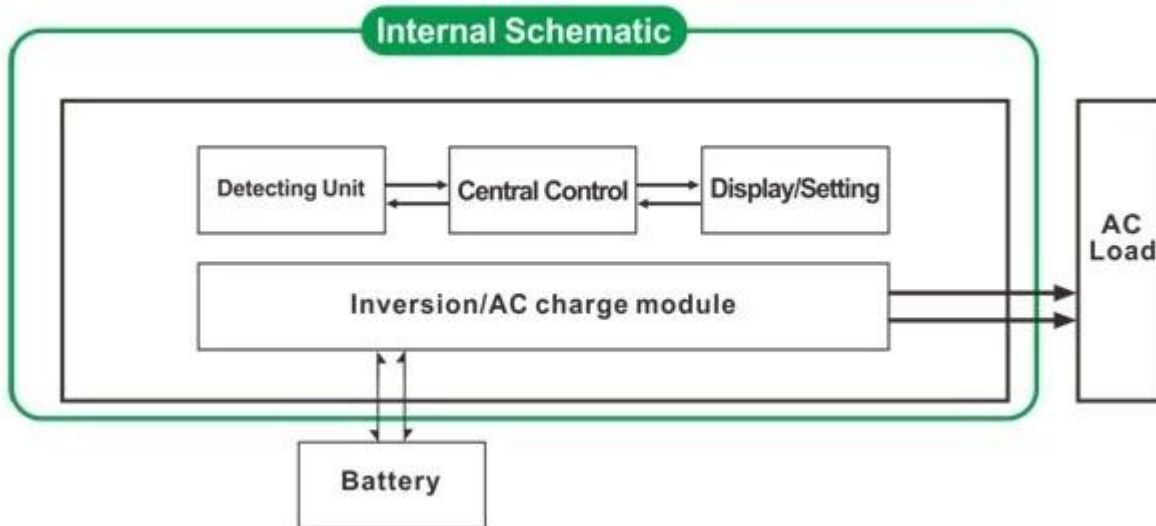 Internal Schematic
Detecting Unit
Central Control
Display/Setting
AC
Load
Inversion/AC charge module
Battery